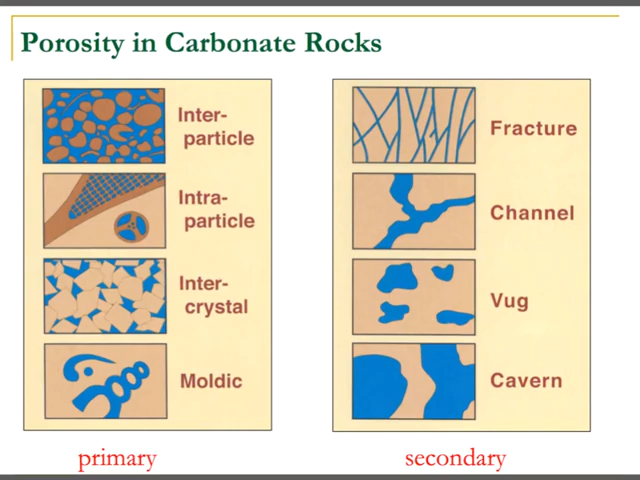 Porosity in Carbonate Rocks
Inter-
particle
Intra-
particle
Inter-
crystal
Moldic
primary
Fracture
Channel
Vug
Cavern
secondary